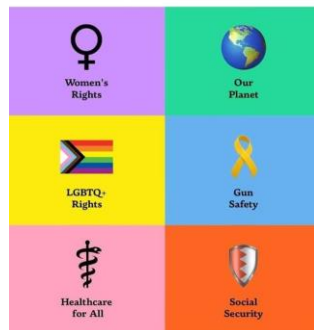 Women's
Rights
Our
Planet
LGBTQ+
Rights
Gun
Safety
Healthcare
for All
Social
Security